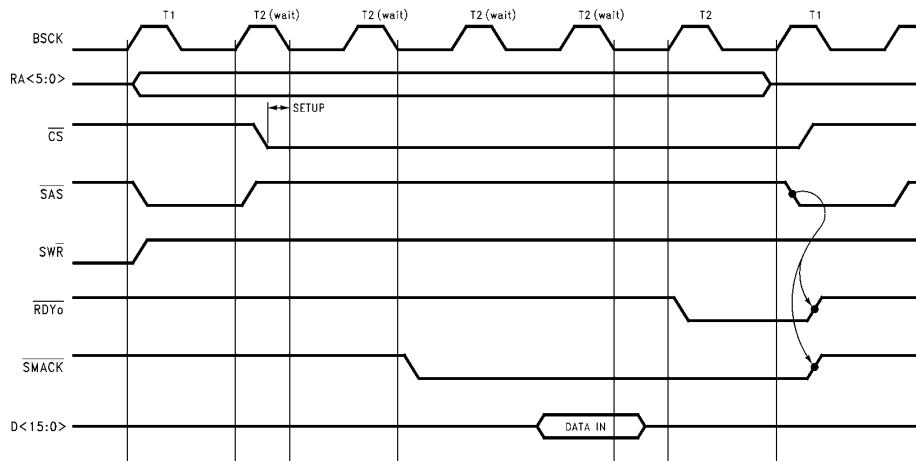 T1 T2 (wait) T2 (wait) T2 (wait) T2 (wait) T2 T1
BSCK
RA<5:0>
SETUP
CS
SAS
SWR
RDYo
SMACK
D<15:0> DATA IN